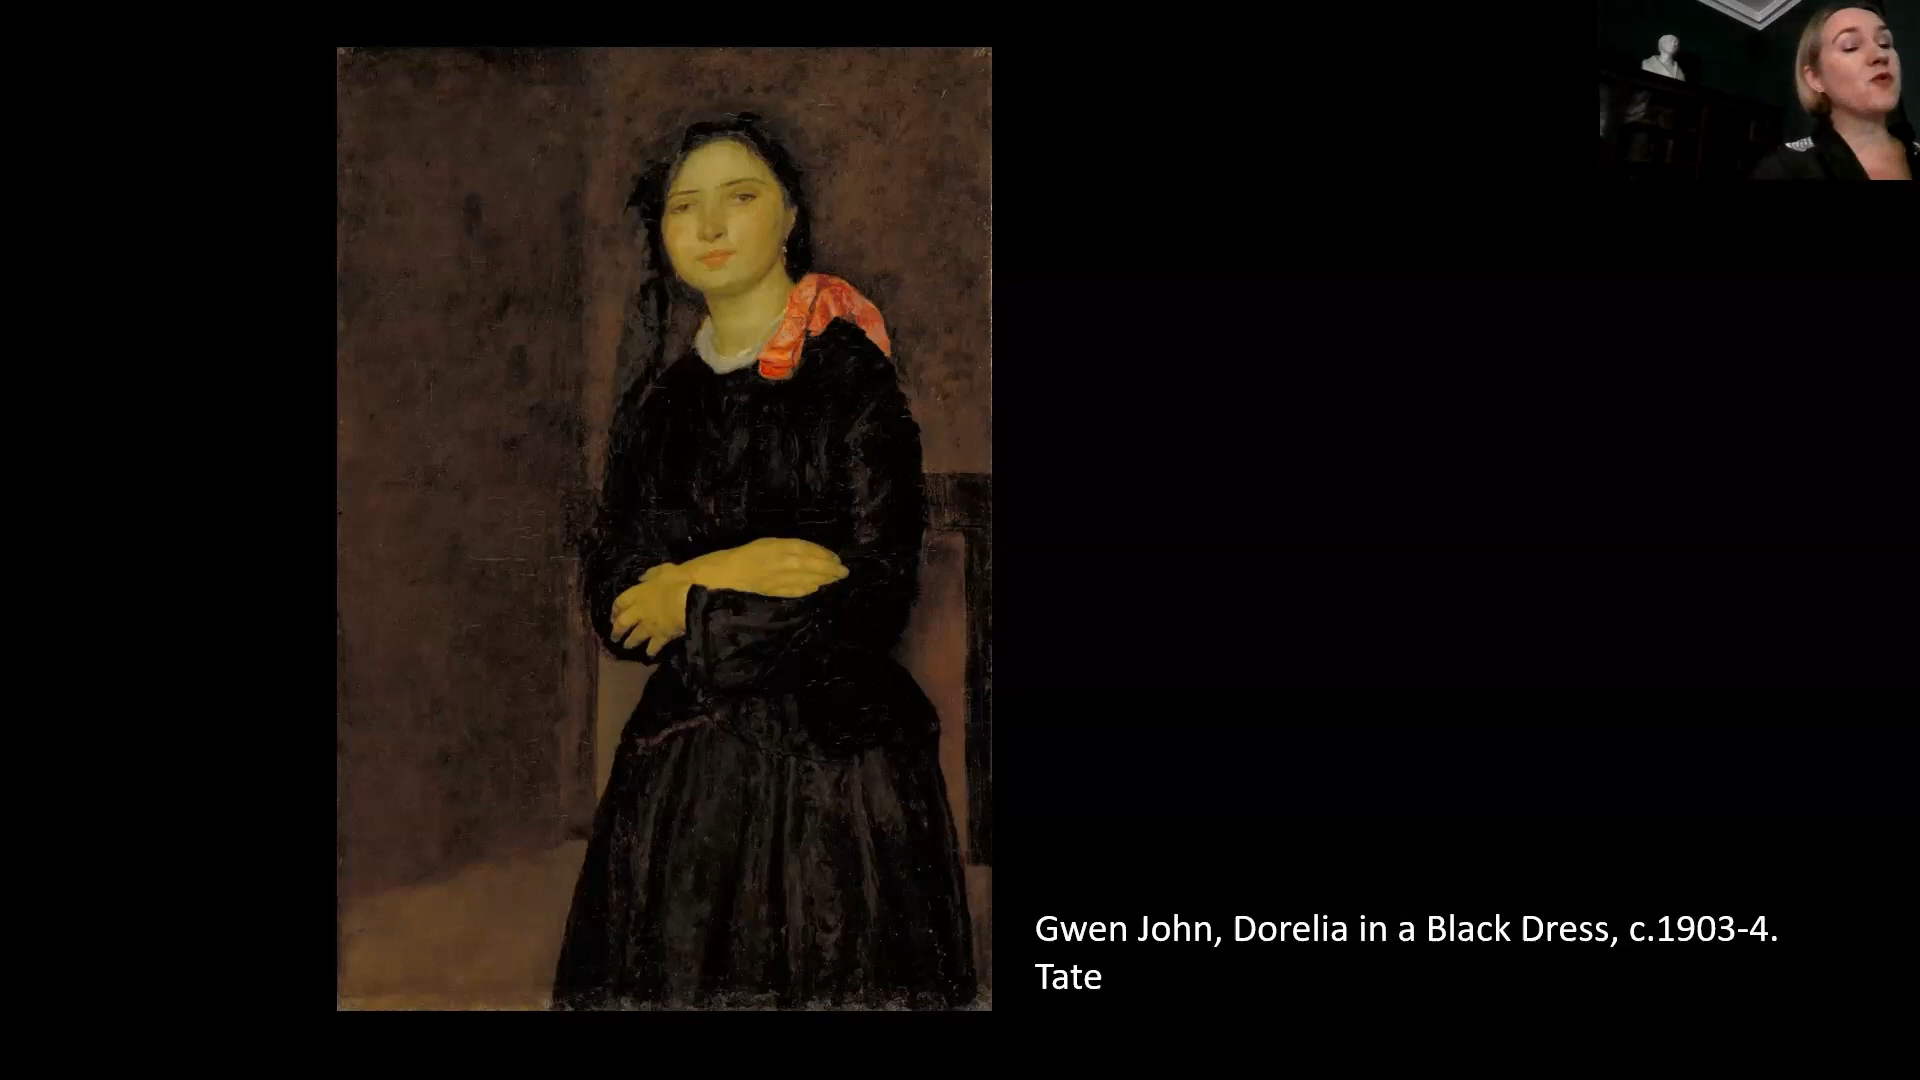 Gwen John, Dorelia in a Black Dress, c.1903-4.
Tate